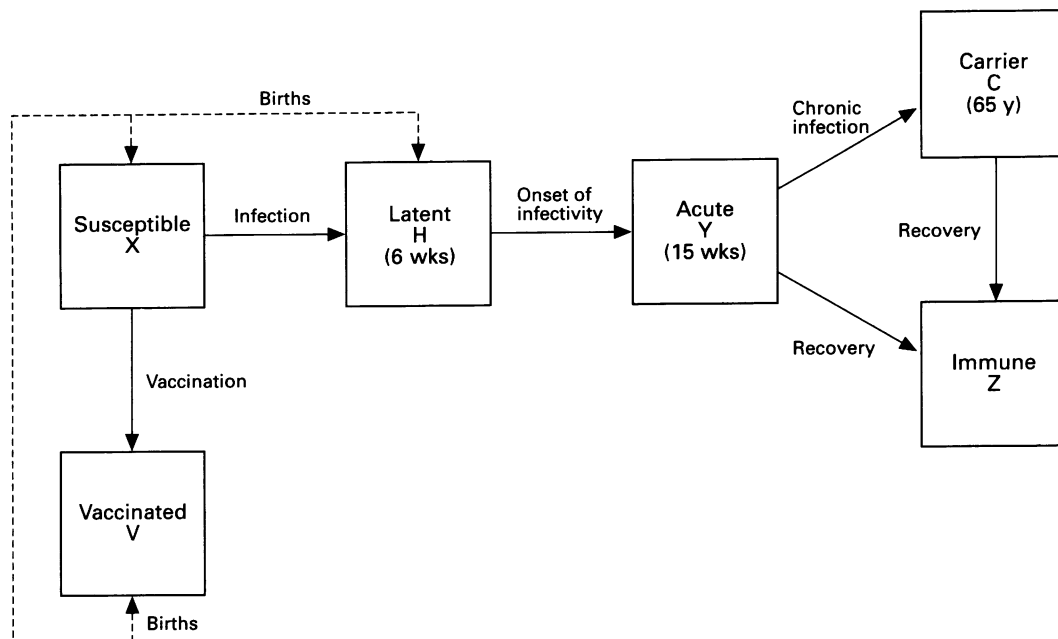 Births
Susceptible
X
Infection
Latent
H
(6 wks)
Onset of
infectivity
Acute
Y
(15 wks)
Chronic
infection
Carrier
C
(65 y)
Recovery
Recovery
Immune
Z
Vaccination
Vaccinated
V
Births